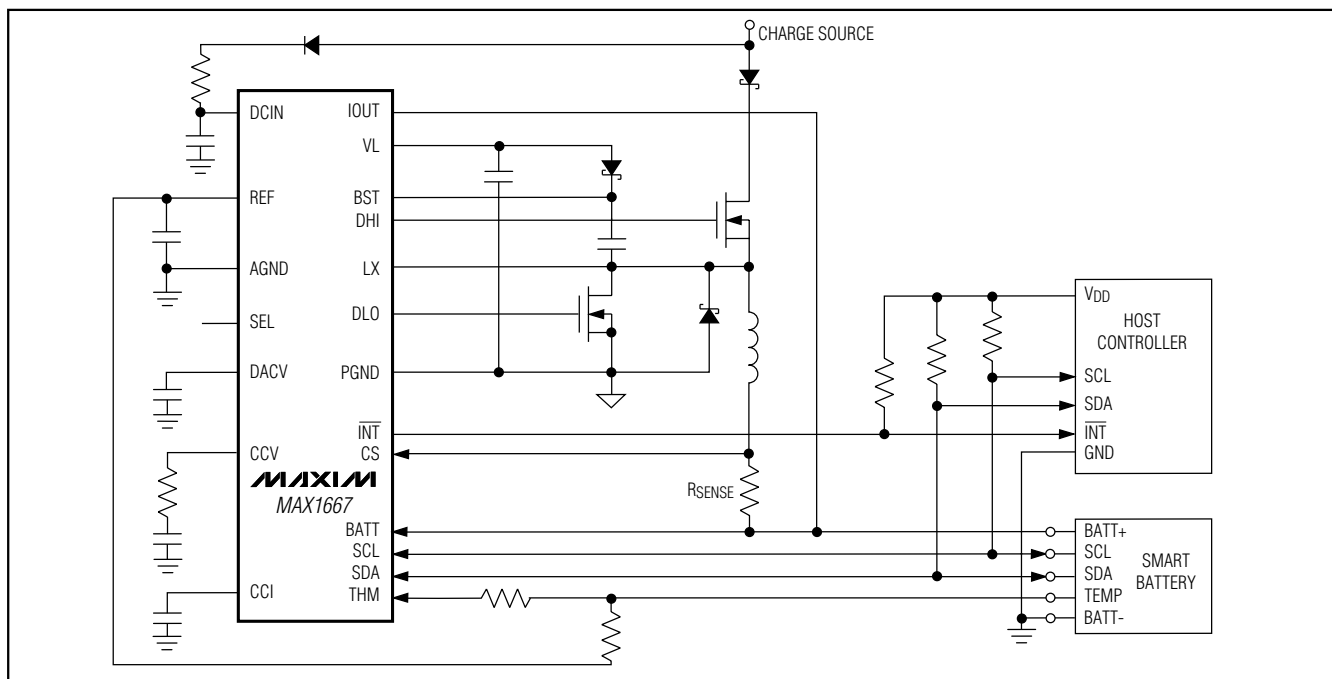 CHARGE SOURCE
DCIN
IOUT
VL
REF
BST
DHI
AGND
LX
SEL
DLO
DACV
PGND
INT
CS
CCV
MAXIM
MAX1667
RSENSE
BATT
SCL
SDA
CCI
THM
VDD
HOST
CONTROLLER
SCL
SDA
INT
GND
BATT+
SCL
SMART
SDA
BATTERY
TEMP
BATT-